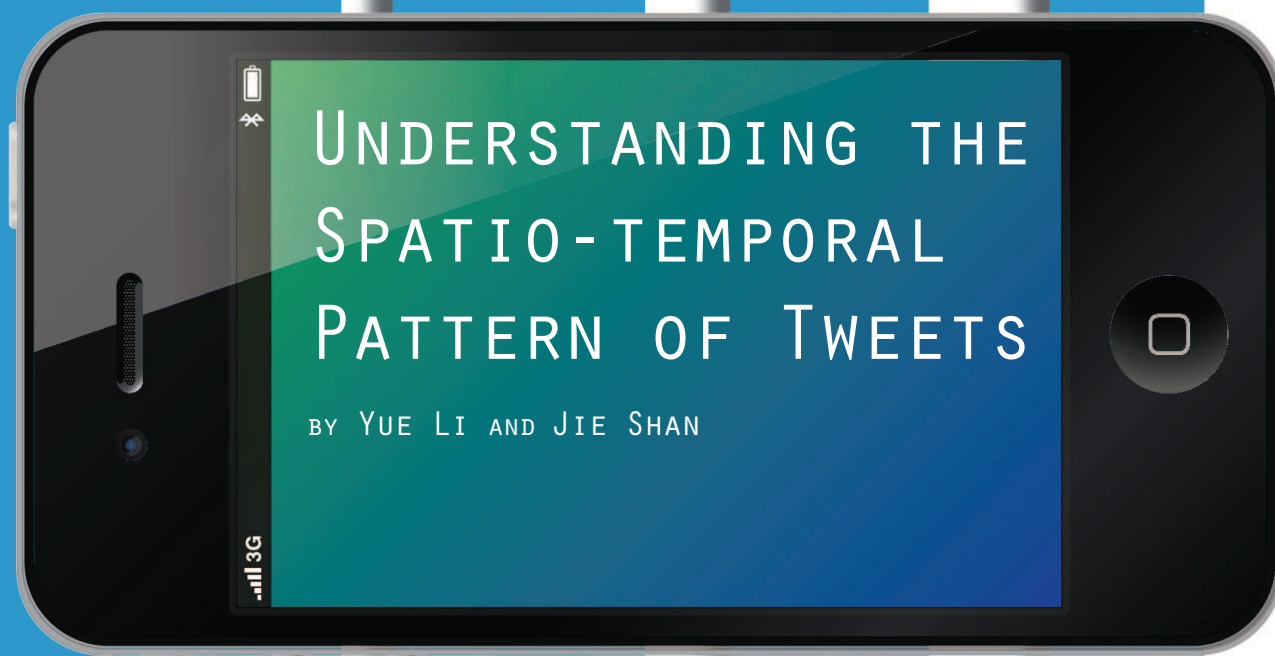 UNDERSTANDING THE
SPATIO-TEMPORAL
PATTERN OF TWEETS
BY YUE LI AND JIE SHAN
3G